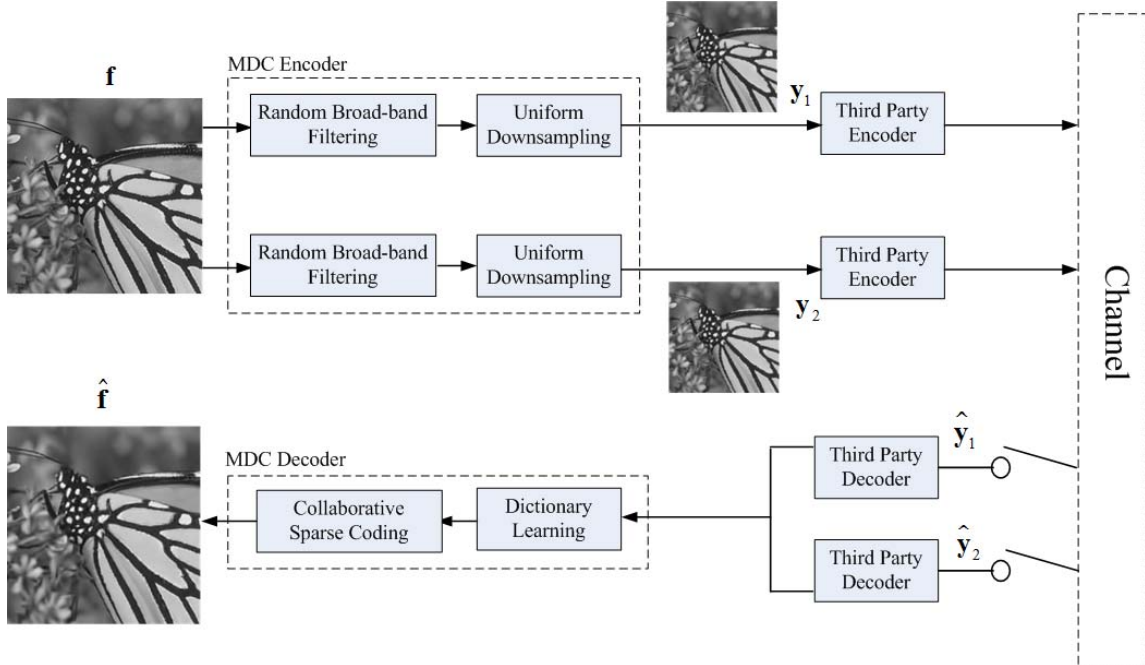 f
MDC Encoder
Random Broad-band
Filtering
Uniform
Downsampling
y₁
Third Party
Encoder
Random Broad-band
Filtering
Uniform
Downsampling
y₂
Third Party
Encoder
Channel
f̂
MDC Decoder
Collaborative
Sparse Coding
Dictionary
Learning
Third Party
Decoder
ŷ₁
Third Party
Decoder
ŷ₂